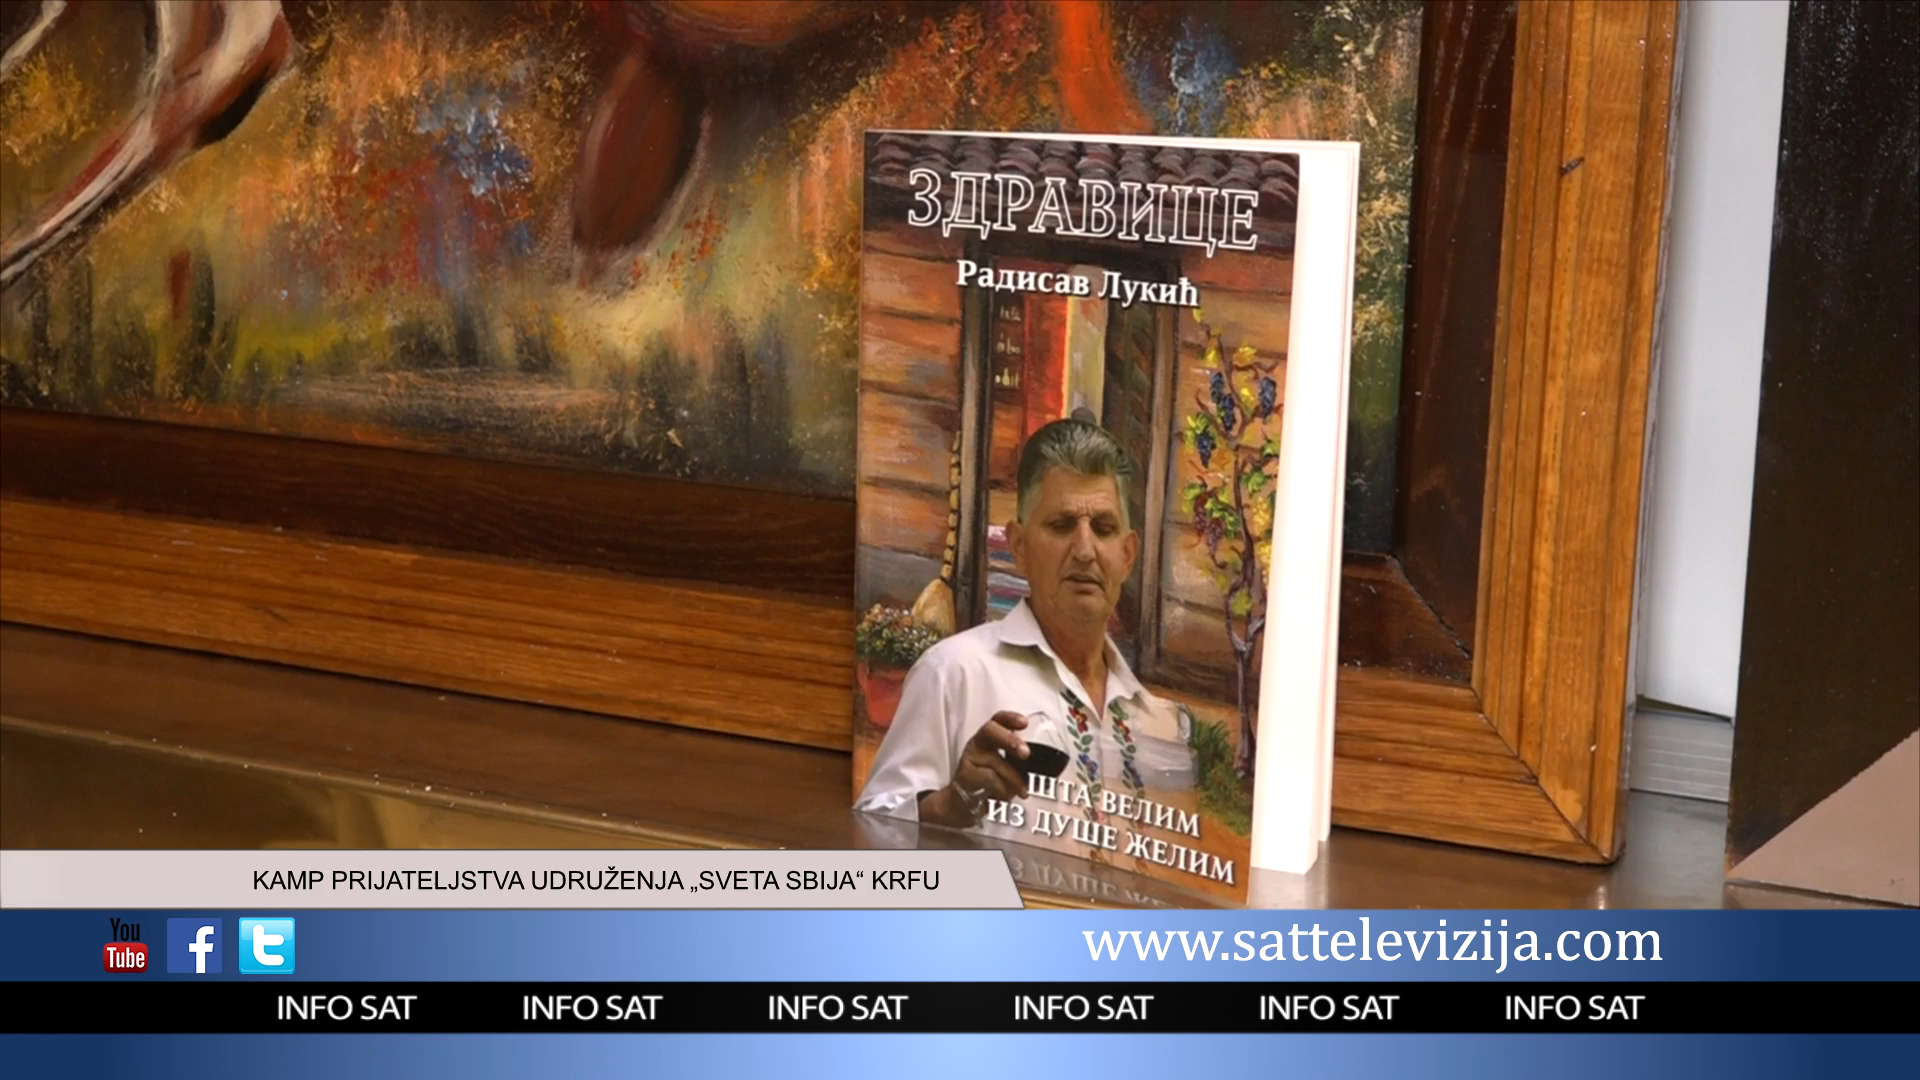 ЗДРАВИЦЕ
Радисав Лукић
ШТА ВЕЛИМ
ИЗ ДУШЕ ЖЕЛИМ
KAMP PRIJATELJSTVA UDRUŽENJA „SVETA SBIJA“ KRFU
You
Tube
www.sattelevizija.com
INFO SAT INFO SAT INFO SAT INFO SAT INFO SAT INFO SAT